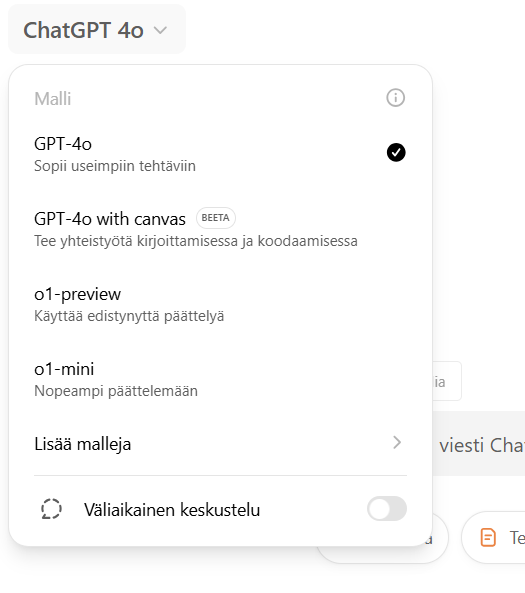 ChatGPT 4o
Malli
GPT-4o
Sopii useimpiin tehtäviin
GPT-4o with canvas BEETA
Tee yhteistyötä kirjoittamisessa ja koodaamisessa
o1-preview
Käyttää edistynyttä päättelyä
o1-mini
Nopeampi päättelemään
Lisää malleja
viesti Cha
Väliaikainen keskustelu
Te